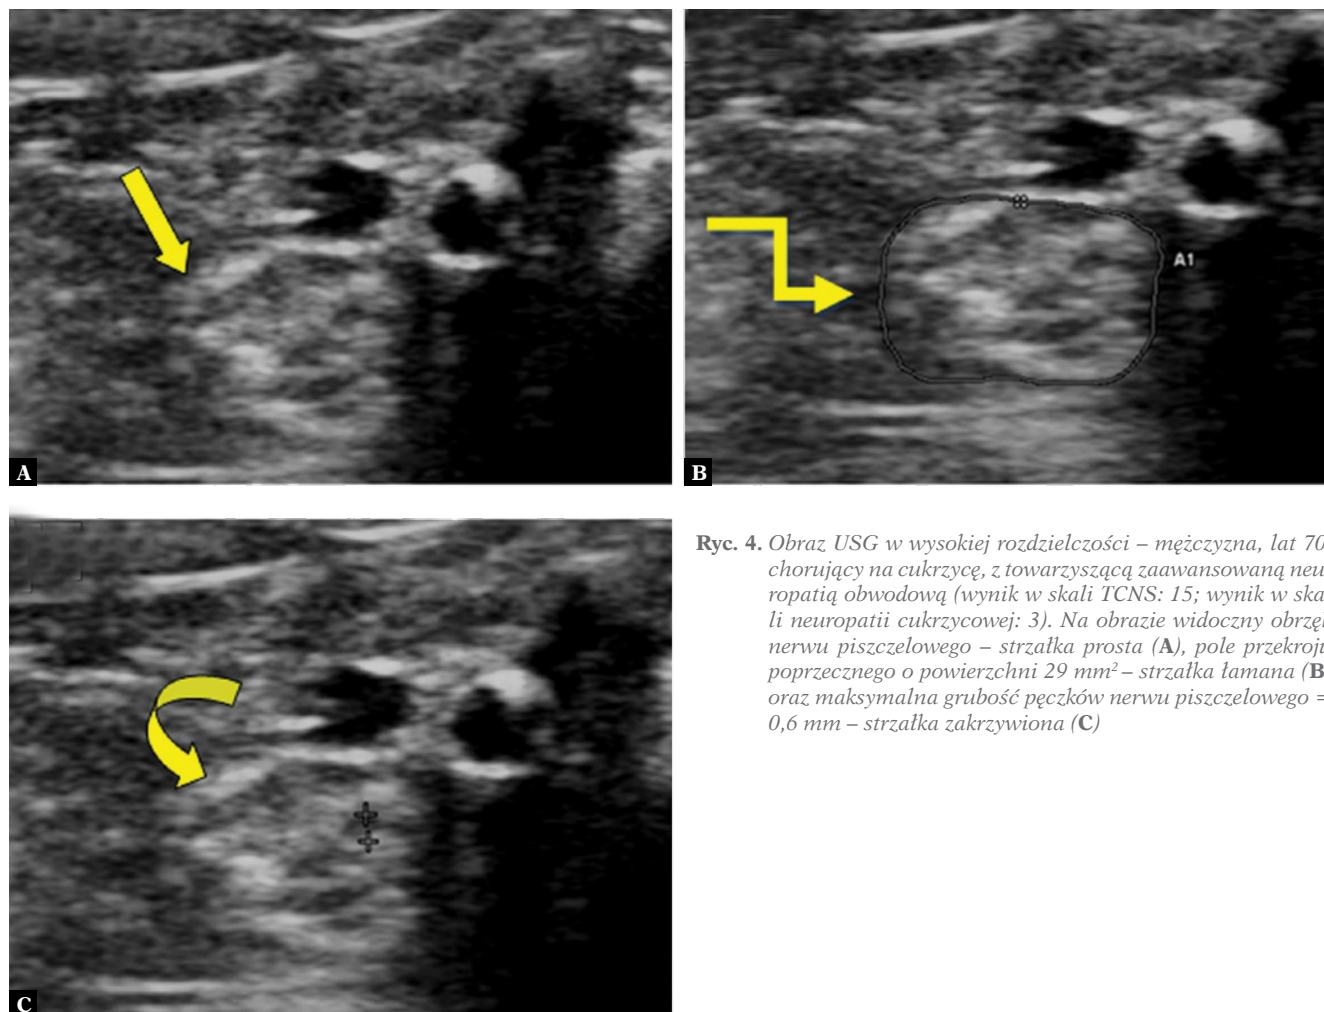 A
A1
B
C
Ryc. 4. Obraz USG w wysokiej rozdzielczości – mężczyzna, lat 70
chorujący na cukrzycę, z towarzyszącą zaawansowaną neu
ropatią obwodową (wynik w skali TCNS: 15; wynik w ska
li neuropatii cukrzycowej: 3). Na obrazie widoczny obrzę
nerwu piszczelowego – strzałka prosta (A), pole przekroju
poprzecznego o powierzchni 29 mm² – strzałka łamana (B
oraz maksymalna grubość pęczków nerwu piszczelowego =
0,6 mm – strzałka zakrzywiona (C)